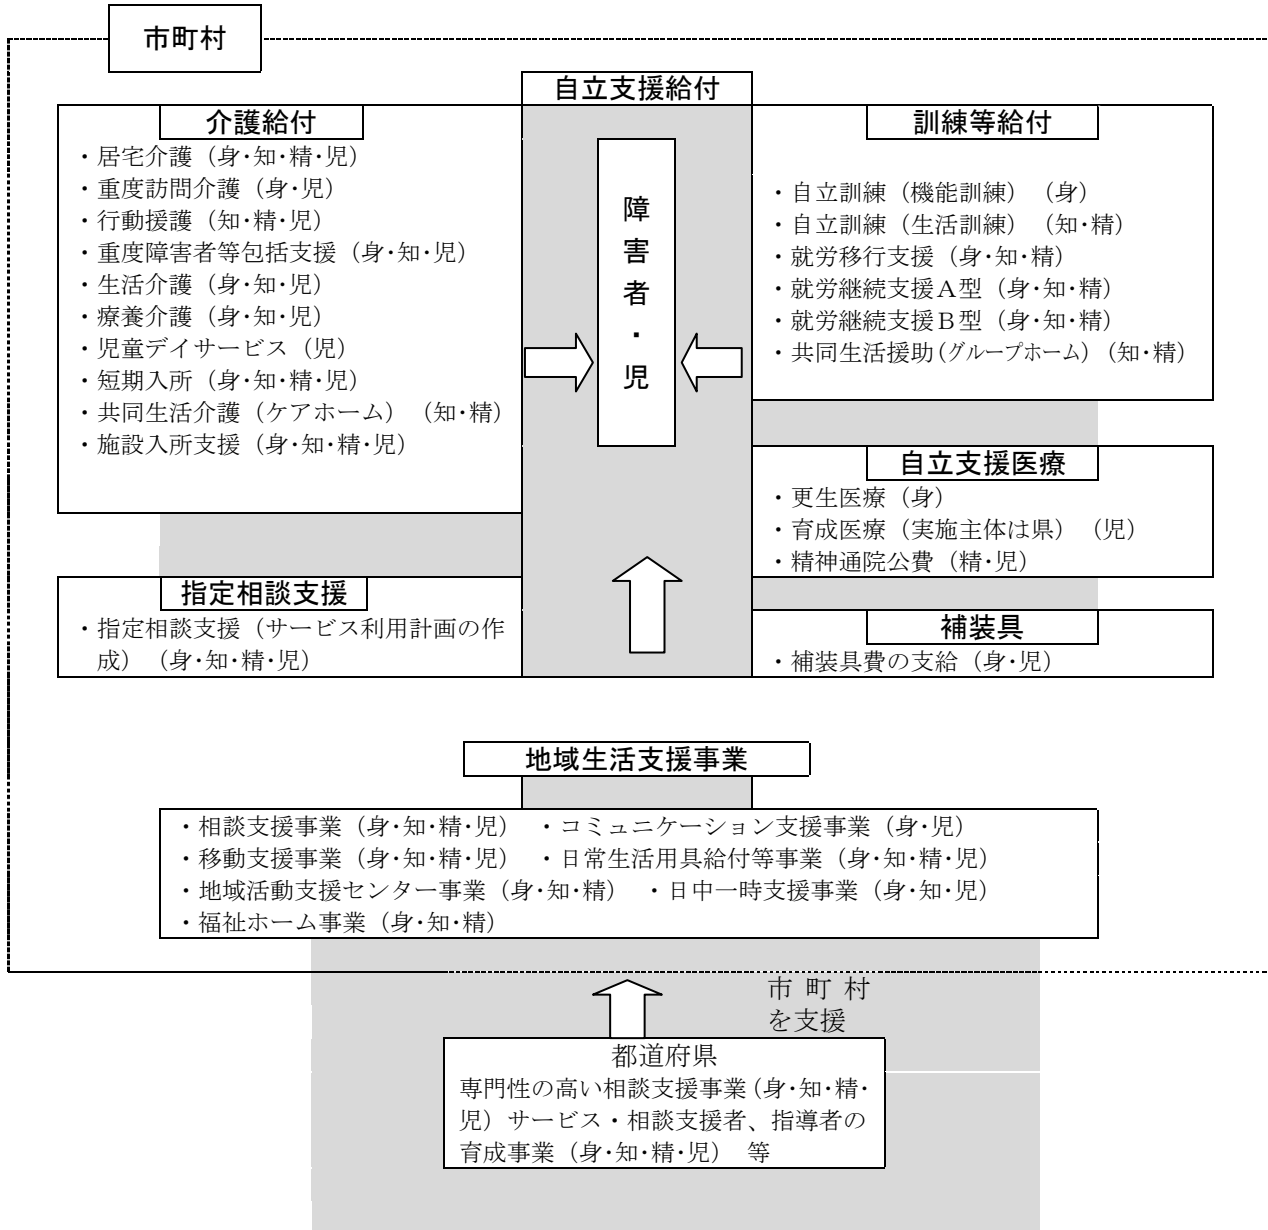 市町村
自立支援給付
介護給付
・居宅介護（身・知・精・児）
・重度訪問介護（身・児）
・行動援護（知・精・児）
・重度障害者等包括支援（身・知・児）
・生活介護（身・知・児）
・療養介護（身・知・児）
・児童デイサービス（児）
・短期入所（身・知・精・児）
・共同生活介護（ケアホーム）（知・精）
・施設入所支援（身・知・精・児）
障害者・児
訓練等給付
・自立訓練（機能訓練）（身）
・自立訓練（生活訓練）（知・精）
・就労移行支援（身・知・精）
・就労継続支援Ａ型（身・知・精）
・就労継続支援Ｂ型（身・知・精）
・共同生活援助（グループホーム）（知・精）
自立支援医療
・更生医療（身）
・育成医療（実施主体は県）（児）
・精神通院公費（精・児）
指定相談支援
・指定相談支援（サービス利用計画の作
成）（身・知・精・児）
補装具
・補装具費の支給（身・児）
地域生活支援事業
・相談支援事業（身・知・精・児）　・コミュニケーション支援事業（身・児）
・移動支援事業（身・知・精・児）　・日常生活用具給付等事業（身・知・精・児）
・地域活動支援センター事業（身・知・精）　・日中一時支援事業（身・知・児）
・福祉ホーム事業（身・知・精）
市町村
を支援
都道府県
専門性の高い相談支援事業（身・知・精・
児）サービス・相談支援者、指導者の
育成事業（身・知・精・児）　等